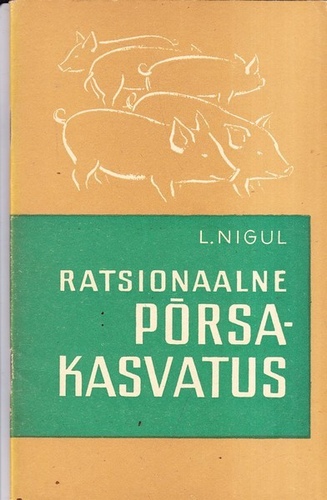 L.NIGUL
RATSIONAALNE
PÕRSA-
KASVATUS